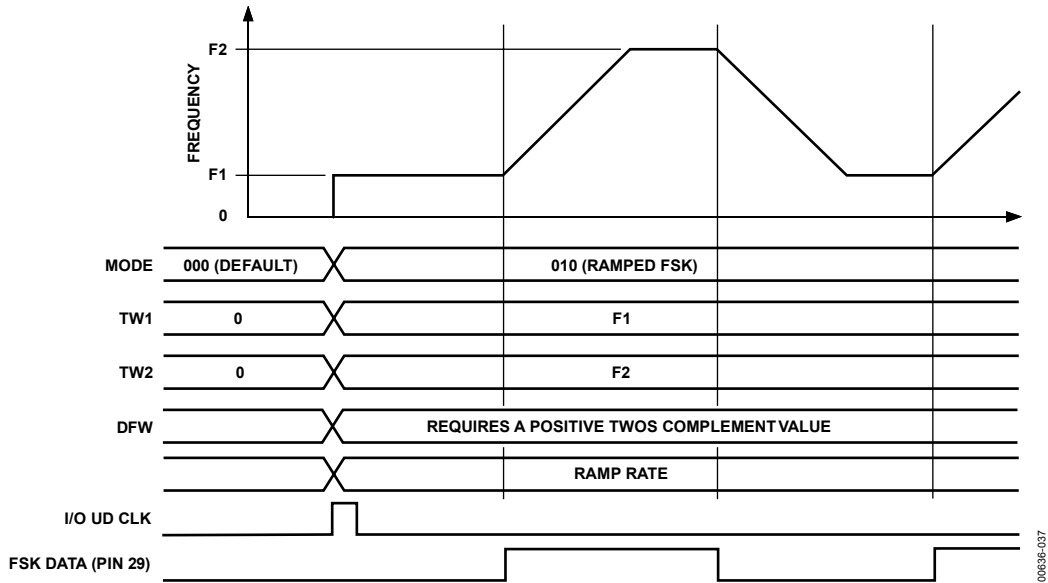 F2
FREQUENCY
F1
0
MODE 000 (DEFAULT) 010 (RAMPED FSK)
TW1 0 F1
TW2 0 F2
DFW REQUIRES A POSITIVE TWOS COMPLEMENT VALUE
RAMP RATE
I/O UD CLK
FSK DATA (PIN 29)
00636-037